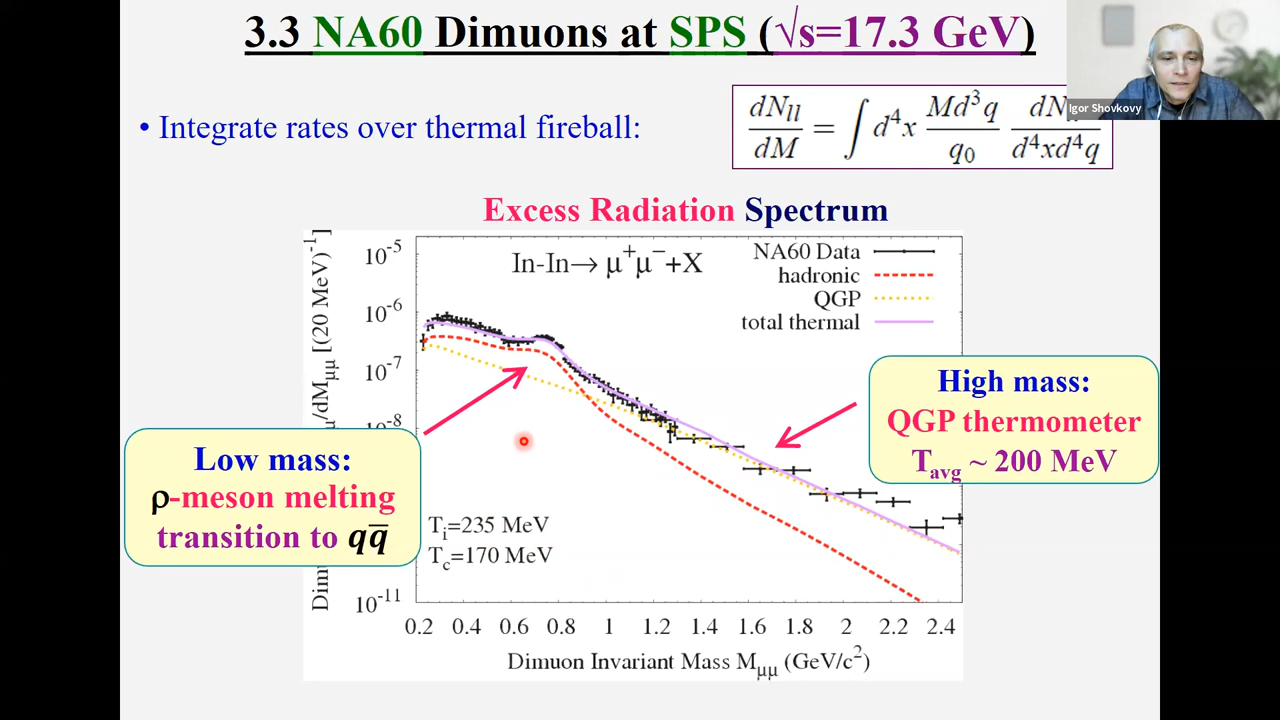 3.3 NA60 Dimuons at SPS (√s=17.3 GeV)
Igor Shovkovy
• Integrate rates over thermal fireball:
dN_ll/dM = ∫ d⁴x Md³q/q₀ dN/d⁴xd⁴q
Excess Radiation Spectrum
In-In→ μ⁺μ⁻+X
NA60 Data
hadronic
QGP
total thermal
10⁻⁵
10⁻⁶
10⁻⁷
10⁻¹¹
/dM_μμ [(20 MeV)⁻¹]
High mass:
QGP thermometer
T_avg ~ 200 MeV
Low mass:
ρ-meson melting
transition to qq̅
T_i=235 MeV
T_c=170 MeV
0.2 0.4 0.6 0.8 1 1.2 1.4 1.6 1.8 2 2.2 2.4
Dimuon Invariant Mass M_μμ (GeV/c²)